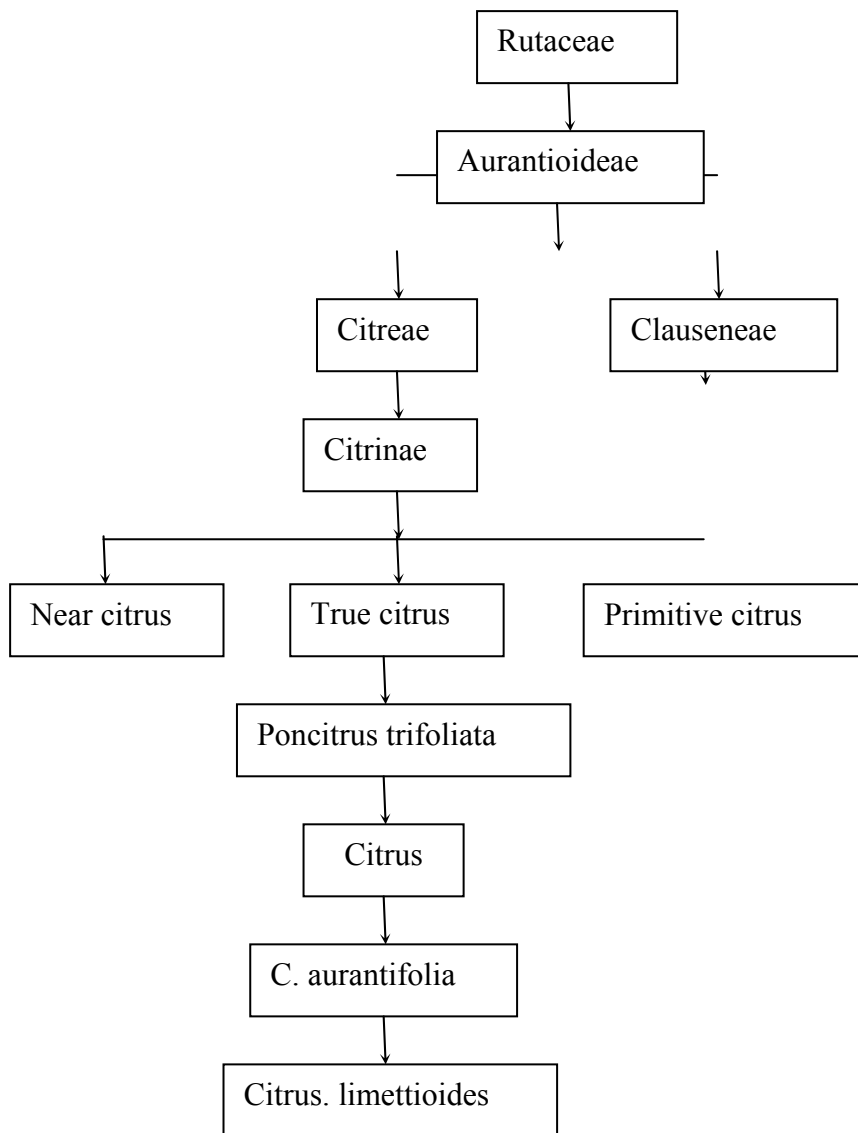 Rutaceae
Aurantioideae
Citreae
Clauseneae
Citrinae
Near citrus
True citrus
Primitive citrus
Poncitrus trifoliata
Citrus
C. aurantifolia
Citrus. limettioides